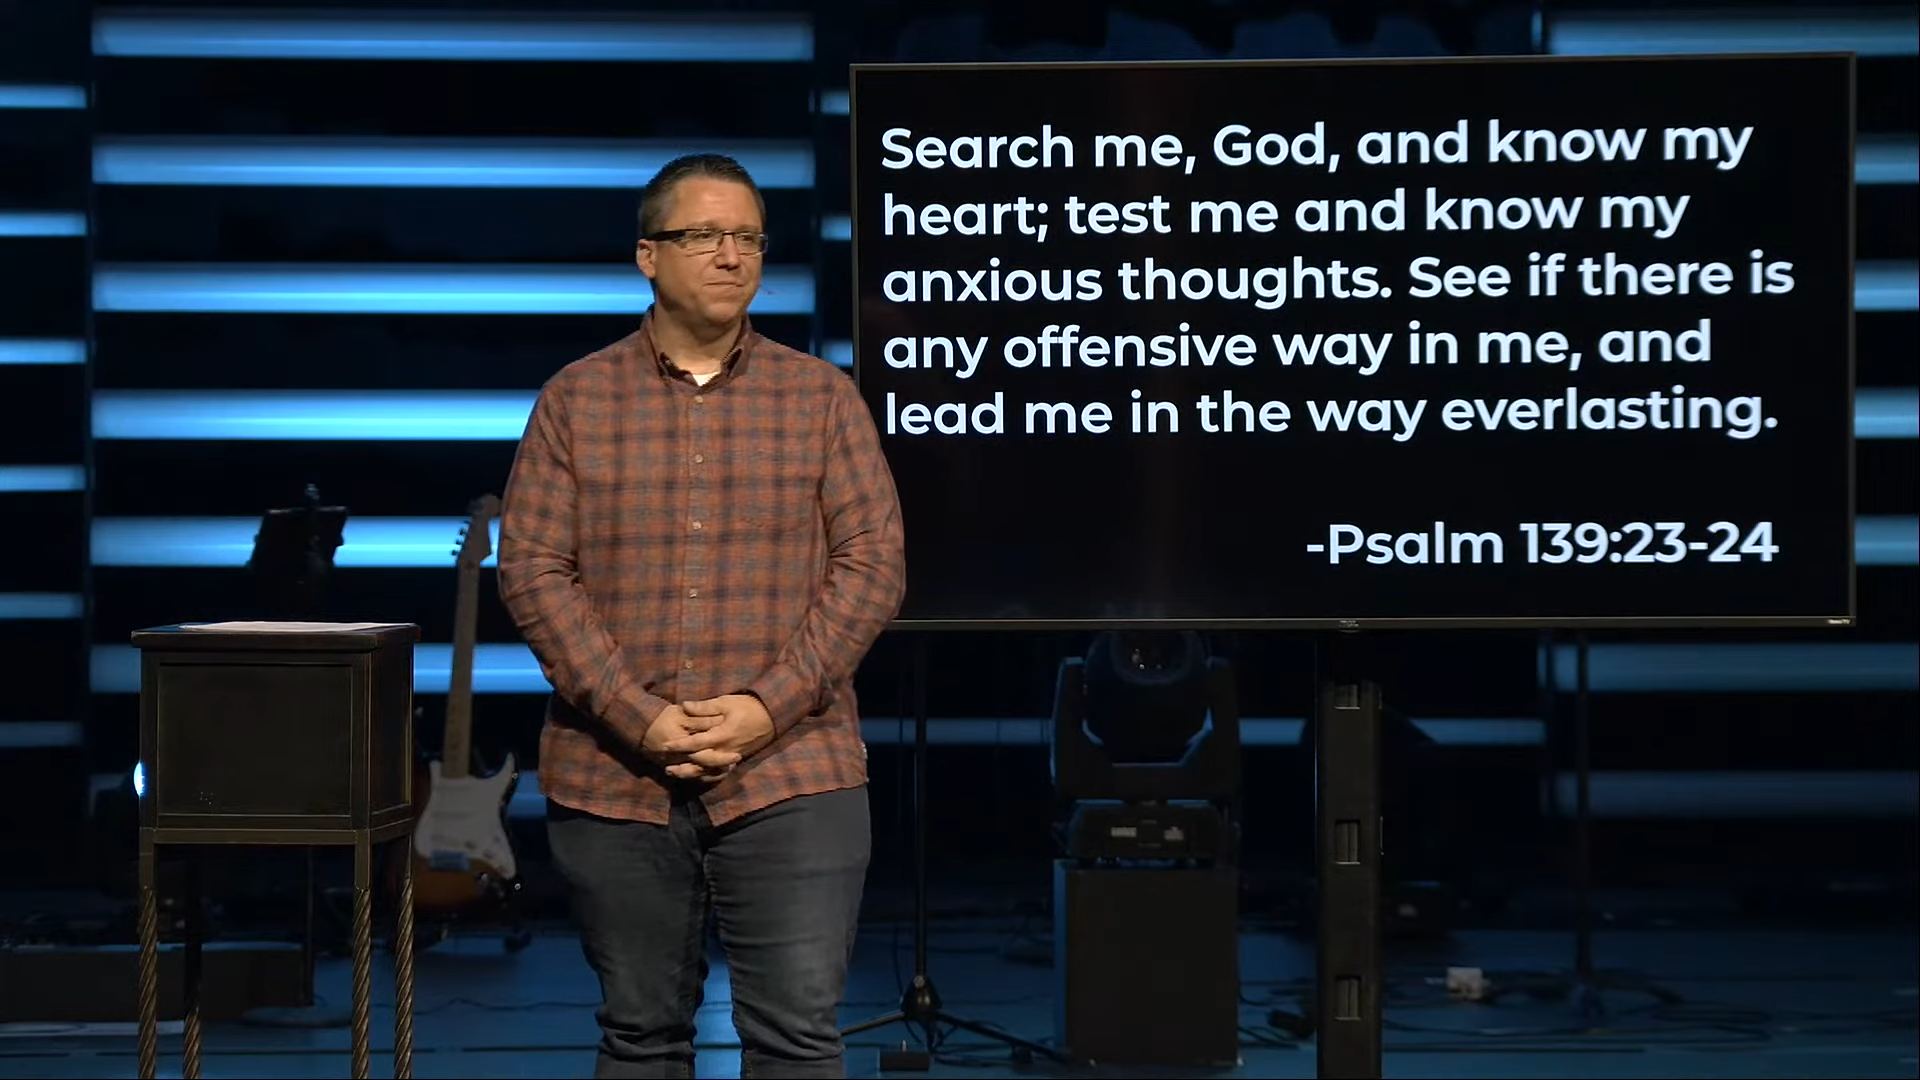 Search me, God, and know my
heart; test me and know my
anxious thoughts. See if there is
any offensive way in me, and
lead me in the way everlasting.
-Psalm 139:23-24